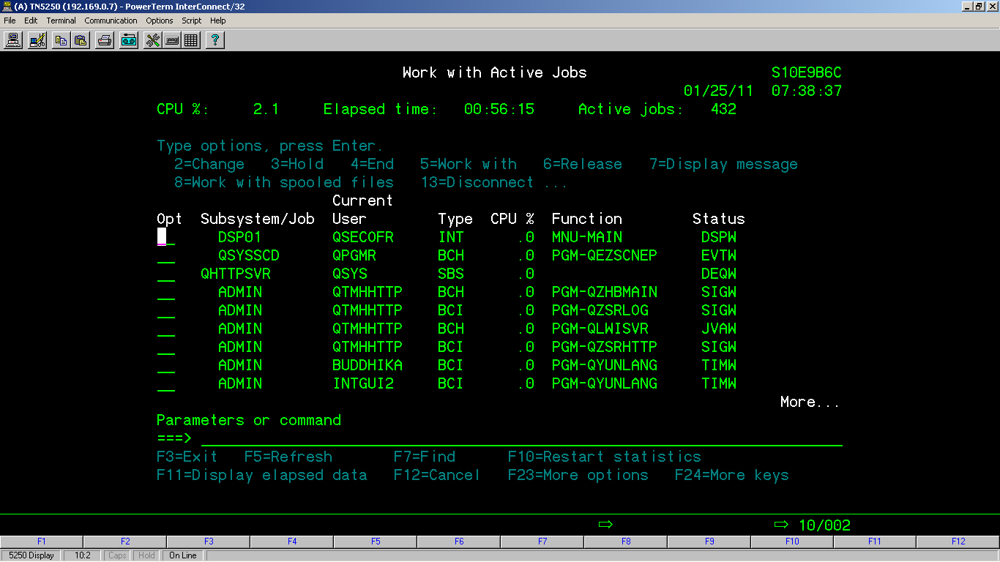 (A) TN5250 (192.169.0.7) - PowerTerm InterConnect/32
File Edit Terminal Communication Options Script Help
Work with Active Jobs S10E9B6C
01/25/11 07:38:37
CPU %: 2.1 Elapsed time: 00:56:15 Active jobs: 432
Type options, press Enter.
2=Change 3=Hold 4=End 5=Work with 6=Release 7=Display message
8=Work with spooled files 13=Disconnect ...
Current
Opt Subsystem/Job User Type CPU % Function Status
DSP01 QSECOFR INT .0 MNU-MAIN DSPW
QSYSSCD QPGMR BCH .0 PGM-QEZSCNEP EVTW
QHTTPSVR QSYS SBS .0 DEQW
ADMIN QTMHHTTP BCH .0 PGM-QZHBMAIN SIGW
ADMIN QTMHHTTP BCI .0 PGM-QZSRLOG SIGW
ADMIN QTMHHTTP BCH .0 PGM-QLWISVR JVAW
ADMIN QTMHHTTP BCI .0 PGM-QZSRHTTP SIGW
ADMIN BUDDHIKA BCI .0 PGM-QYUNLANG TIMW
ADMIN INTGUI2 BCI .0 PGM-QYUNLANG TIMW
More...
Parameters or command
===>
F3=Exit F5=Refresh F7=Find F10=Restart statistics
F11=Display elapsed data F12=Cancel F23=More options F24=More keys
10/002
F1 F2 F3 F4 F5 F6 F7 F8 F9 F10 F11 F12
5250 Display 10:2 Caps Hold On Line